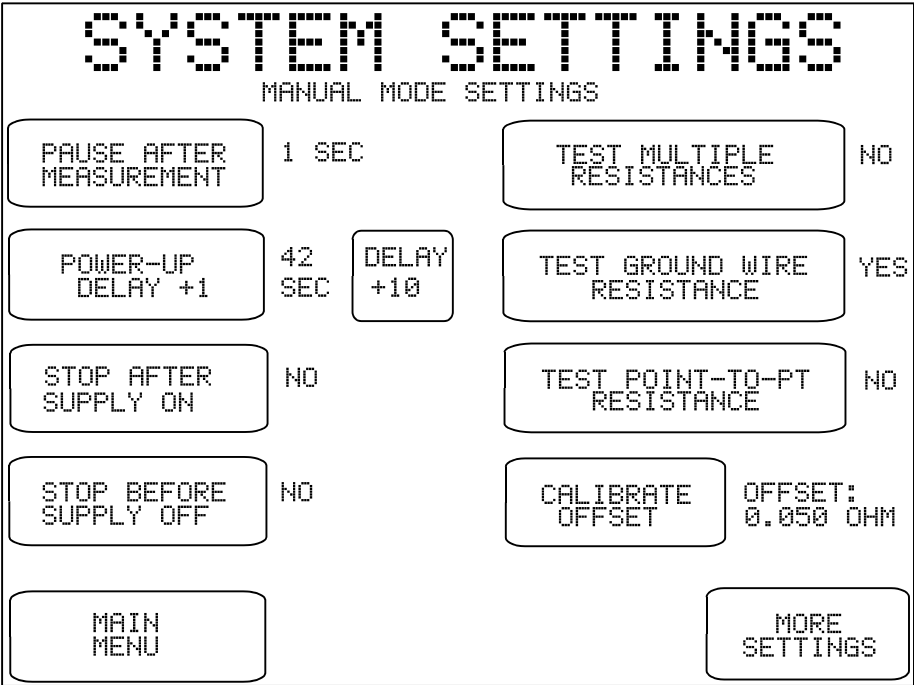 SYSTEM SETTINGS
MANUAL MODE SETTINGS
PAUSE AFTER
MEASUREMENT
1 SEC
TEST MULTIPLE
RESISTANCES
NO
POWER-UP
DELAY +1
42
SEC
DELAY
+10
TEST GROUND WIRE
RESISTANCE
YES
STOP AFTER
SUPPLY ON
NO
TEST POINT-TO-PT
RESISTANCE
NO
STOP BEFORE
SUPPLY OFF
NO
CALIBRATE
OFFSET
OFFSET:
0.050 OHM
MAIN
MENU
MORE
SETTINGS